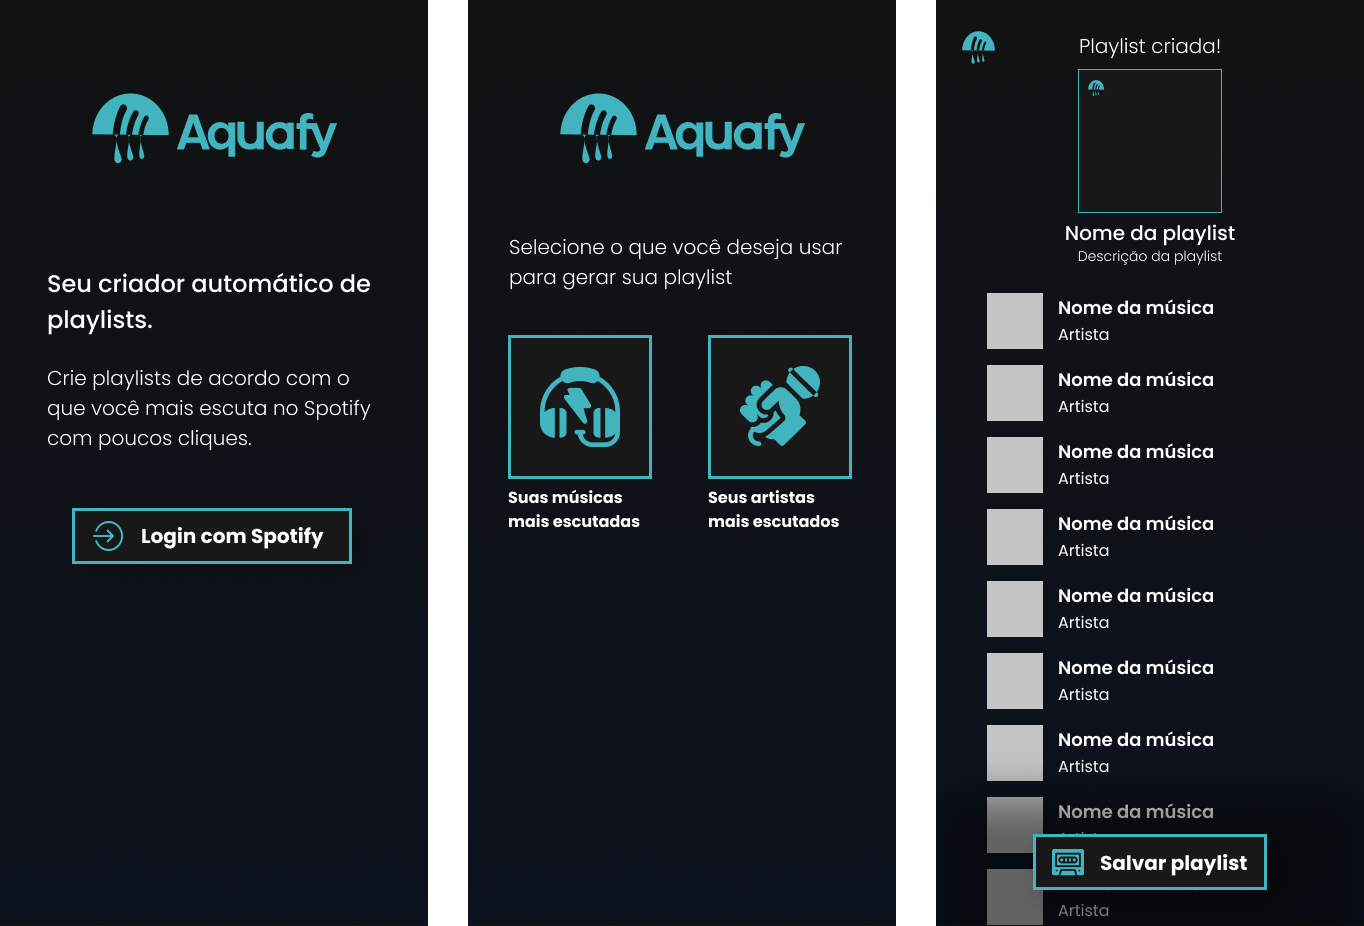 Aquafy
Seu criador automático de
playlists.
Crie playlists de acordo com o
que você mais escuta no Spotify
com poucos cliques.
Login com Spotify
Aquafy
Selecione o que você deseja usar
para gerar sua playlist
Suas músicas
mais escutadas
Seus artistas
mais escutados
Playlist criada!
Nome da playlist
Descrição da playlist
Nome da música
Artista
Nome da música
Artista
Nome da música
Artista
Nome da música
Artista
Nome da música
Artista
Nome da música
Artista
Nome da música
Artista
Nome da música
Salvar playlist
Artista